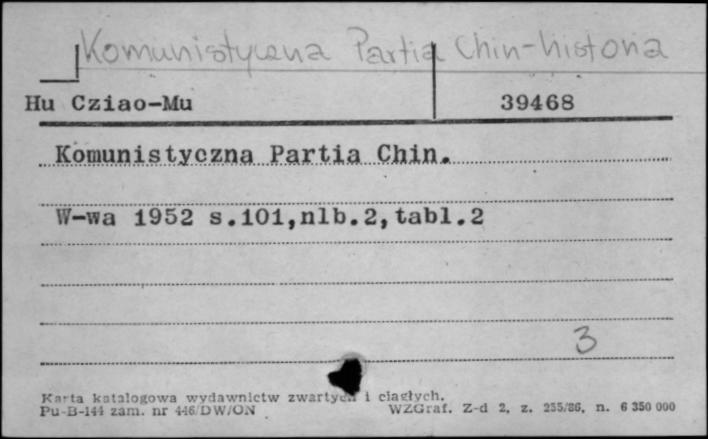 Komunistyczna Partia Chin-historia
Hu Cziao-Mu 39468
Komunistyczna Partia Chin.
W-wa 1952 s.101,nlb.2,tabl.2
3
Karta katalogowa wydawnictw zwartych i ciągłych.
Pu-B-144 zam. nr 446/DW/ON WZGraf. Z-d 2, z. 255/86, n. 6 350 000